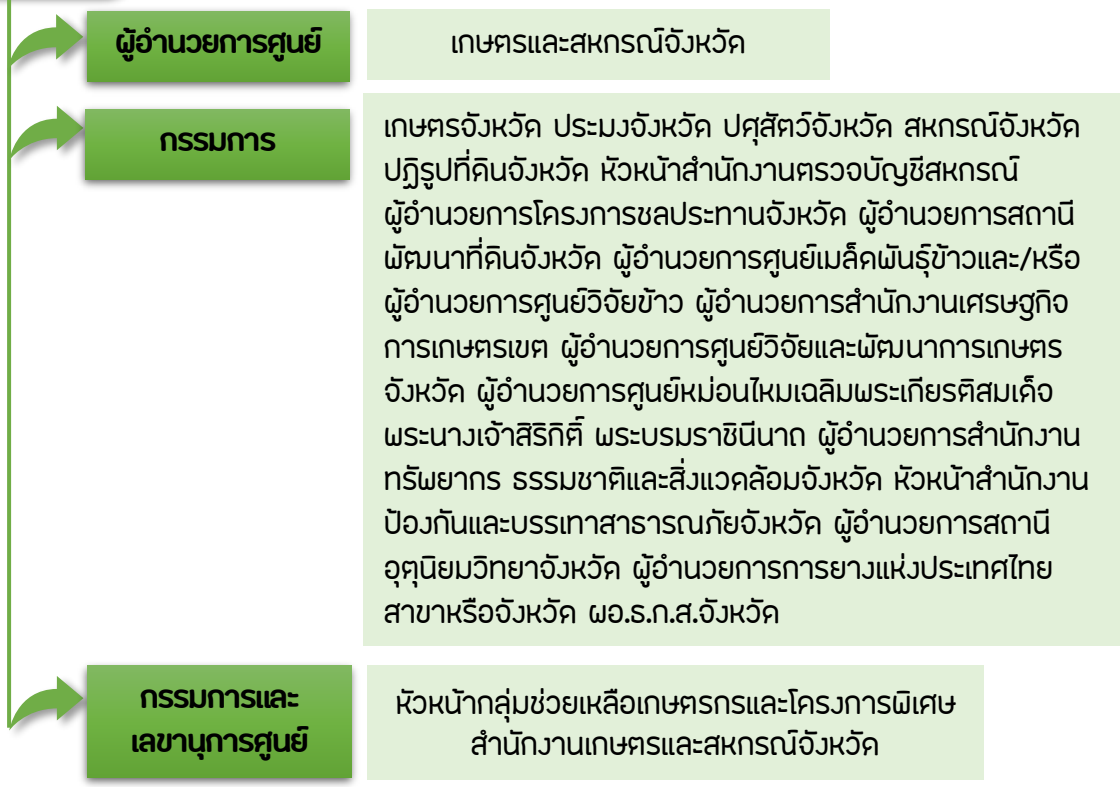 ผู้อำนวยการศูนย์
เกษตรและสหกรณ์จังหวัด
กรรมการ
เกษตรจังหวัด ประมงจังหวัด ปศุสัตว์จังหวัด สหกรณ์จังหวัด
ปฏิรูปที่ดินจังหวัด หัวหน้าสำนักงานตรวจบัญชีสหกรณ์
ผู้อำนวยการโครงการชลประทานจังหวัด ผู้อำนวยการสถานี
พัฒนาที่ดินจังหวัด ผู้อำนวยการศูนย์เมล็ดพันธุ์ข้าวและ/หรือ
ผู้อำนวยการศูนย์วิจัยข้าว ผู้อำนวยการสำนักงานเศรษฐกิจ
การเกษตรเขต ผู้อำนวยการศูนย์วิจัยและพัฒนาการเกษตร
จังหวัด ผู้อำนวยการศูนย์หม่อนไหมเฉลิมพระเกียรติสมเด็จ
พระนางเจ้าสิริกิติ์ พระบรมราชินีนาถ ผู้อำนวยการสำนักงาน
ทรัพยากร ธรรมชาติและสิ่งแวดล้อมจังหวัด หัวหน้าสำนักงาน
ป้องกันและบรรเทาสาธารณภัยจังหวัด ผู้อำนวยการสถานี
อุตุนิยมวิทยาจังหวัด ผู้อำนวยการการยางแห่งประเทศไทย
สาขาหรือจังหวัด ผอ.ธ.ก.ส.จังหวัด
กรรมการและ
เลขานุการศูนย์
หัวหน้ากลุ่มช่วยเหลือเกษตรกรและโครงการพิเศษ
สำนักงานเกษตรและสหกรณ์จังหวัด